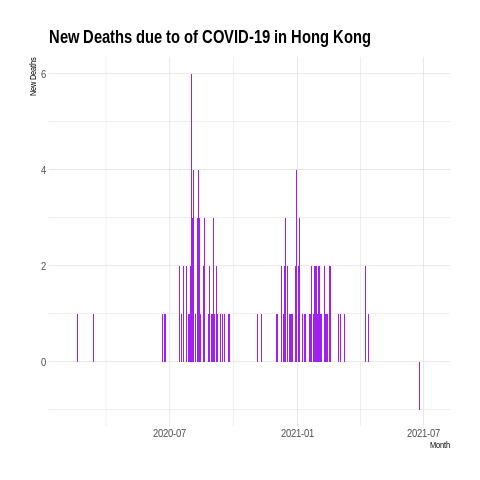 New Deaths due to of COVID-19 in Hong Kong
New Deaths
6
4
2
0
2020-07
2021-01
2021-07
Month